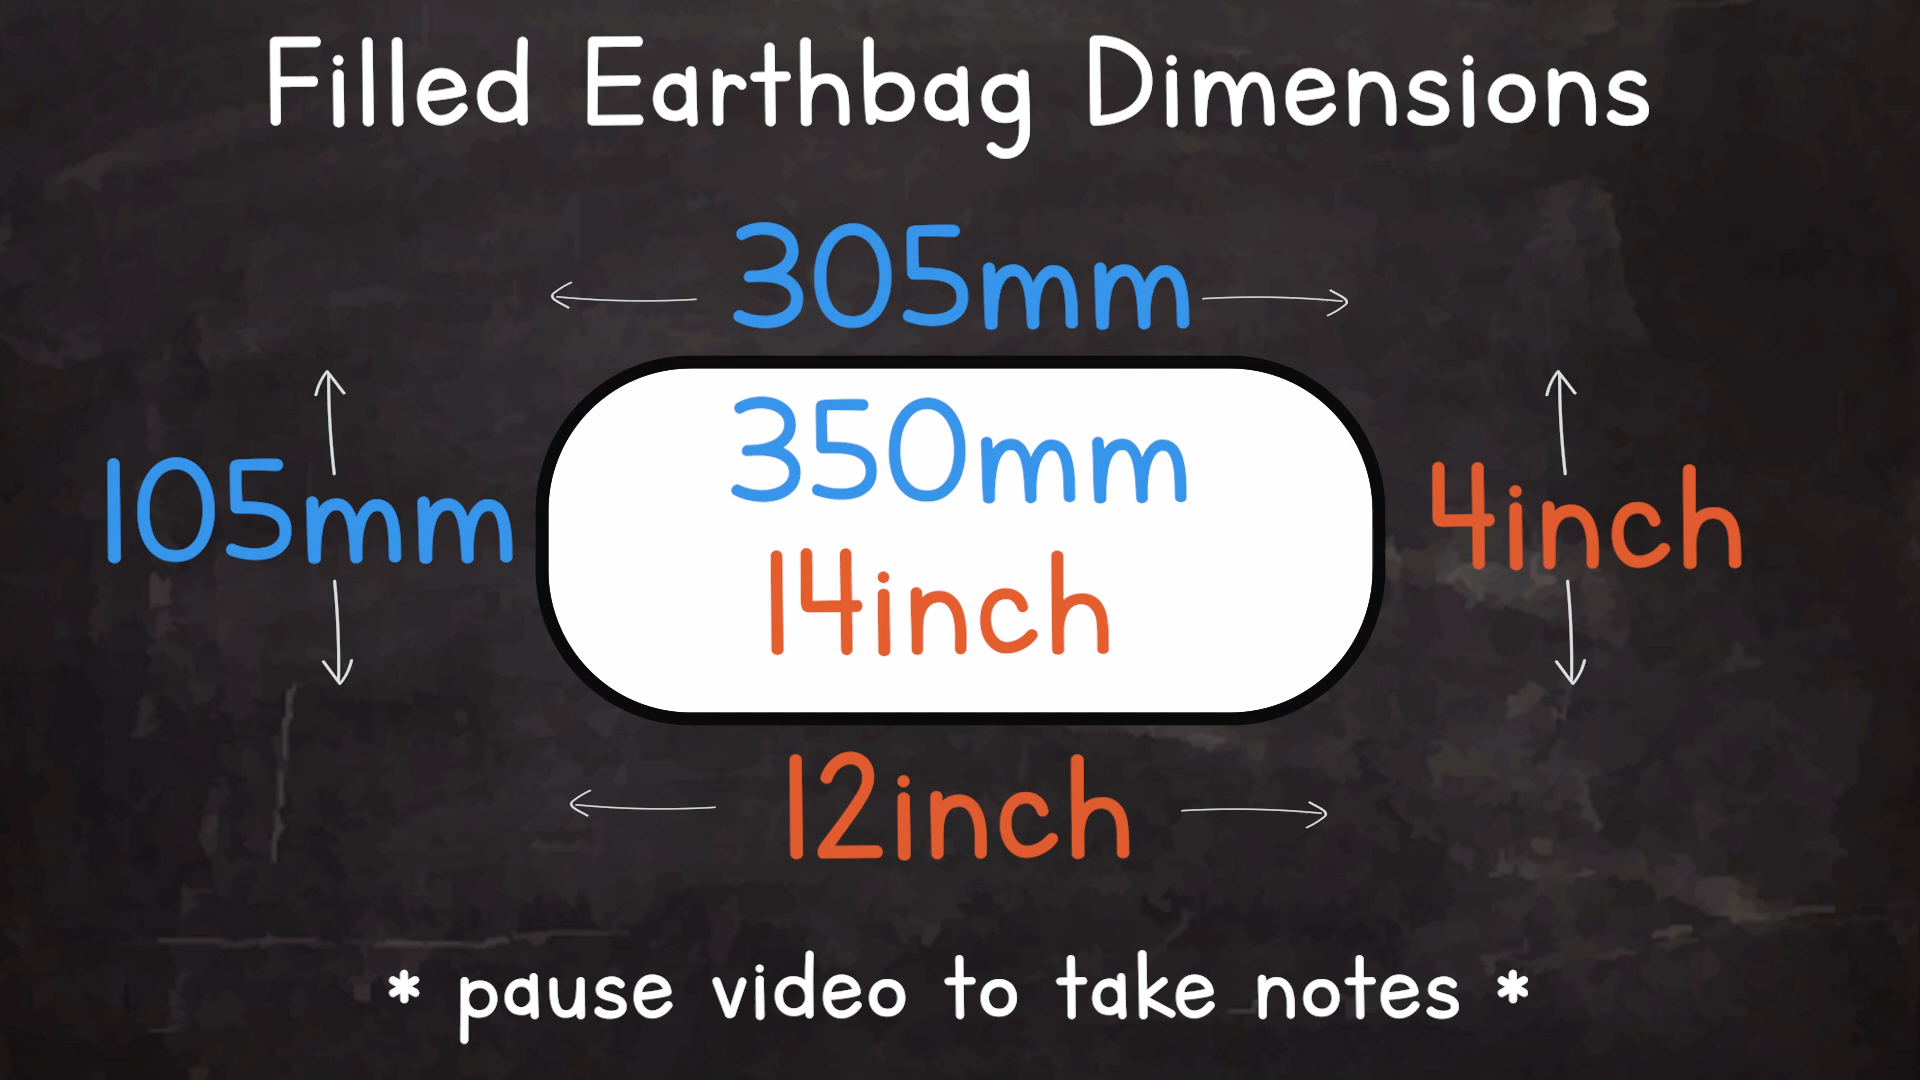 Filled Earthbag Dimensions
305mm
350mm
105mm
4inch
14inch
12inch
* pause video to take notes *